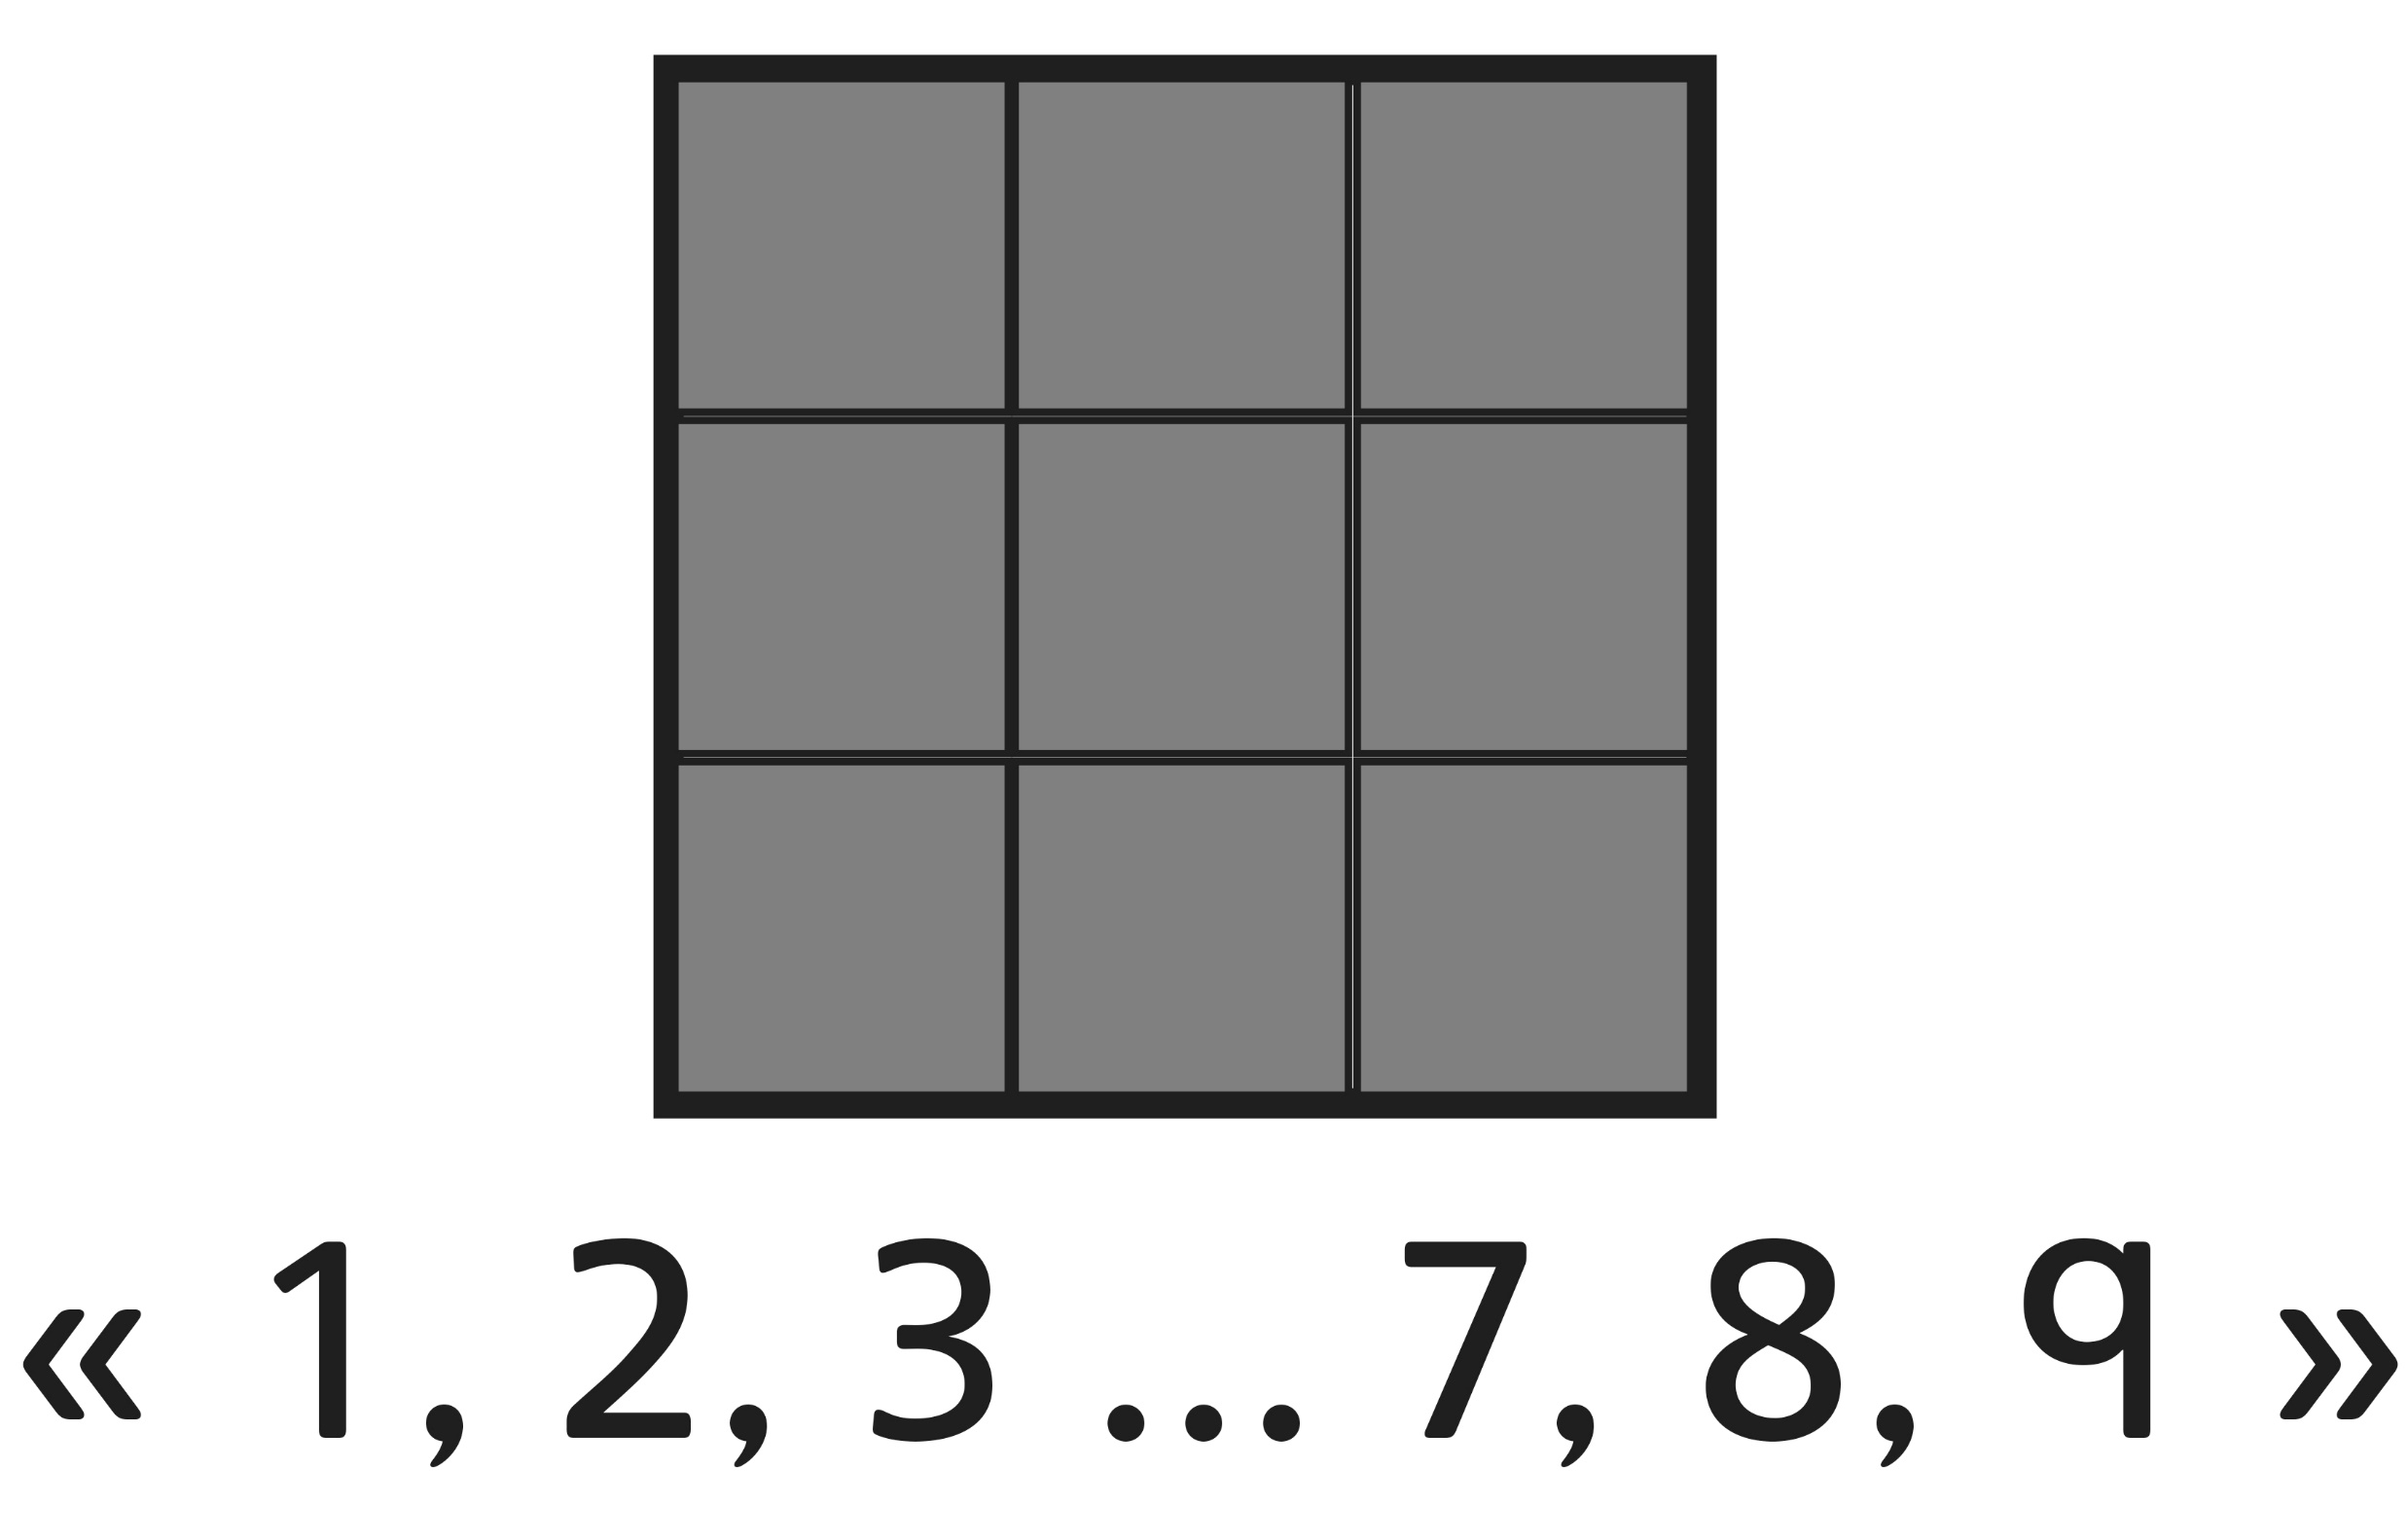 « 1, 2, 3 ... 7, 8, 9 »